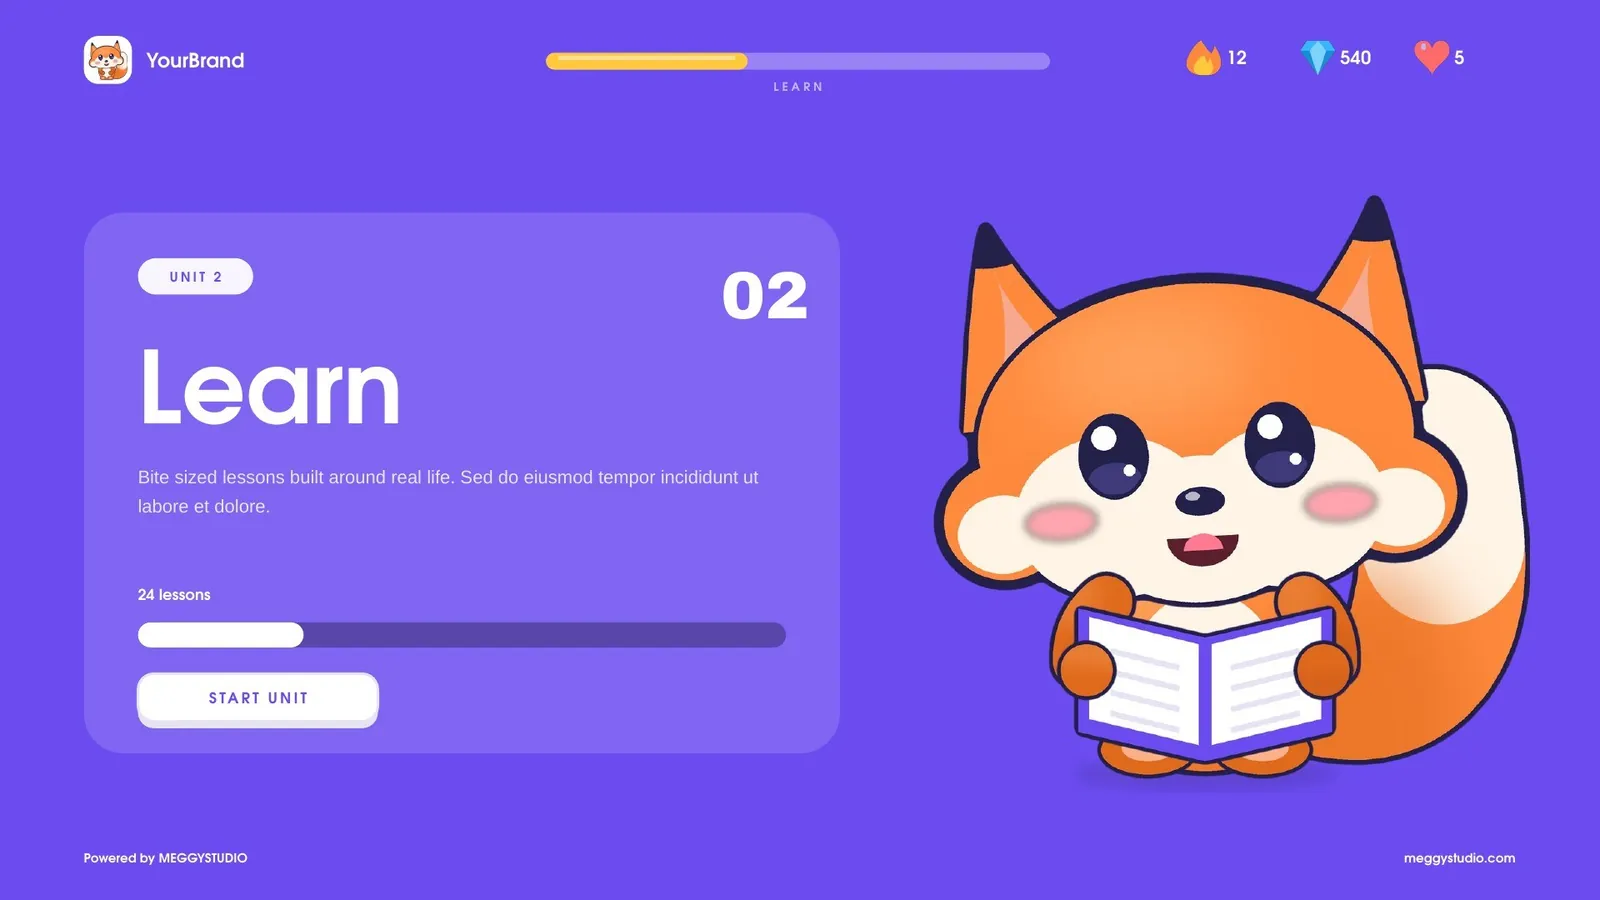 YourBrand
LEARN
12
540
5
UNIT 2
02
Learn
Bite sized lessons built around real life. Sed do eiusmod tempor incididunt ut
labore et dolore.
24 lessons
START UNIT
Powered by MEGGYSTUDIO
meggystudio.com